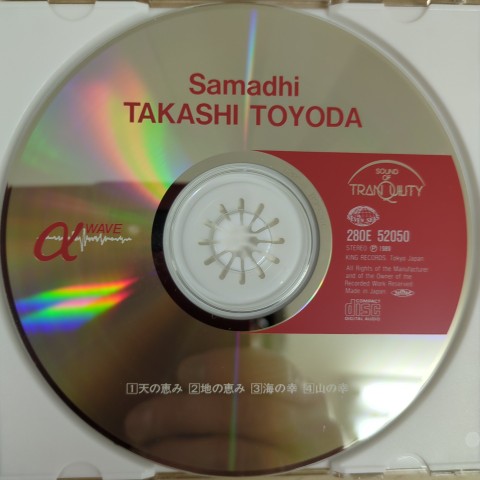 Samadhi
TAKASHI TOYODA
SOUND
OF
TRANQUILITY
α WAVE
280E 52050
STEREO Ⓟ 1989
KING RECORDS. Tokyo Japan
All Rights of the Manufacturer
and of the Owner of the
Recorded Work Reserved
Made in Japan
COMPACT
disc
DIGITAL AUDIO
1天の恵み 2地の恵み 3海の幸 4山の幸